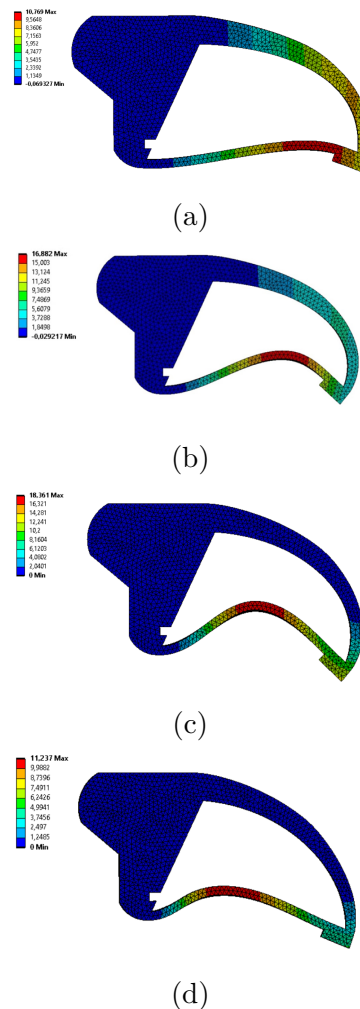 10,769 Max
9,5648
8,3606
7,1563
5,952
4,7477
3,5435
2,3392
1,1349
-0,069327 Min
(a)
16,882 Max
15,003
13,124
11,245
9,3659
7,4869
5,6079
3,7288
1,8498
-0,029217 Min
(b)
18,361 Max
16,321
14,281
12,241
10,2
8,1604
6,1203
4,0802
2,0401
0 Min
(c)
11,237 Max
9,9882
8,7396
7,4911
6,2426
4,9941
3,7456
2,497
1,2485
0 Min
(d)